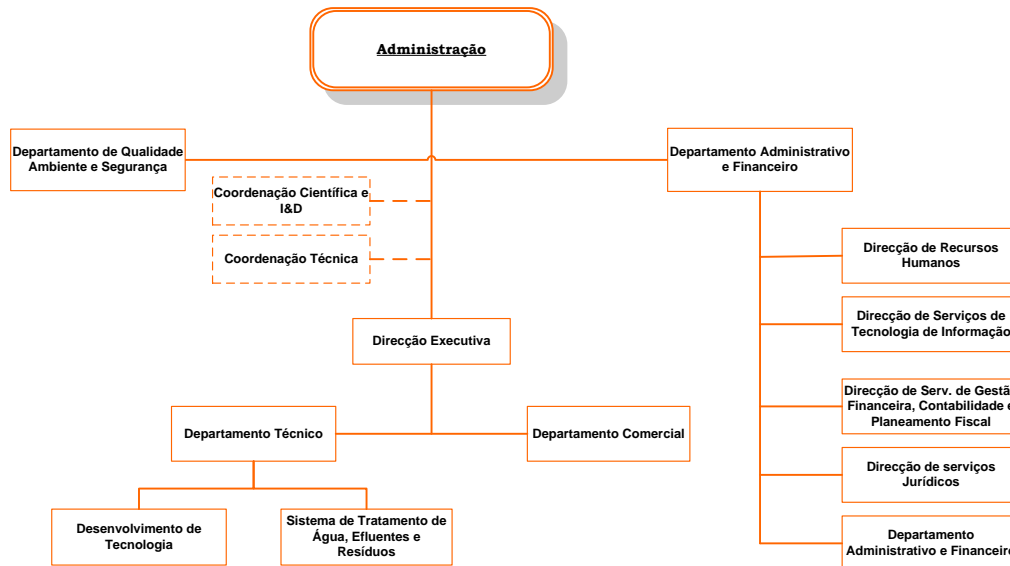 Administração
Departamento de Qualidade
Ambiente e Segurança
Departamento Administrativo
e Financeiro
Coordenação Científica e
I&D
Coordenação Técnica
Direcção de Recursos
Humanos
Direcção de Serviços de
Tecnologia de Informação
Direcção Executiva
Direcção de Serv. de Gestã
Financeira, Contabilidade e
Planeamento Fiscal
Departamento Técnico
Departamento Comercial
Direcção de serviços
Jurídicos
Desenvolvimento de
Tecnologia
Sistema de Tratamento de
Água, Efluentes e
Resíduos
Departamento
Administrativo e Financeiro